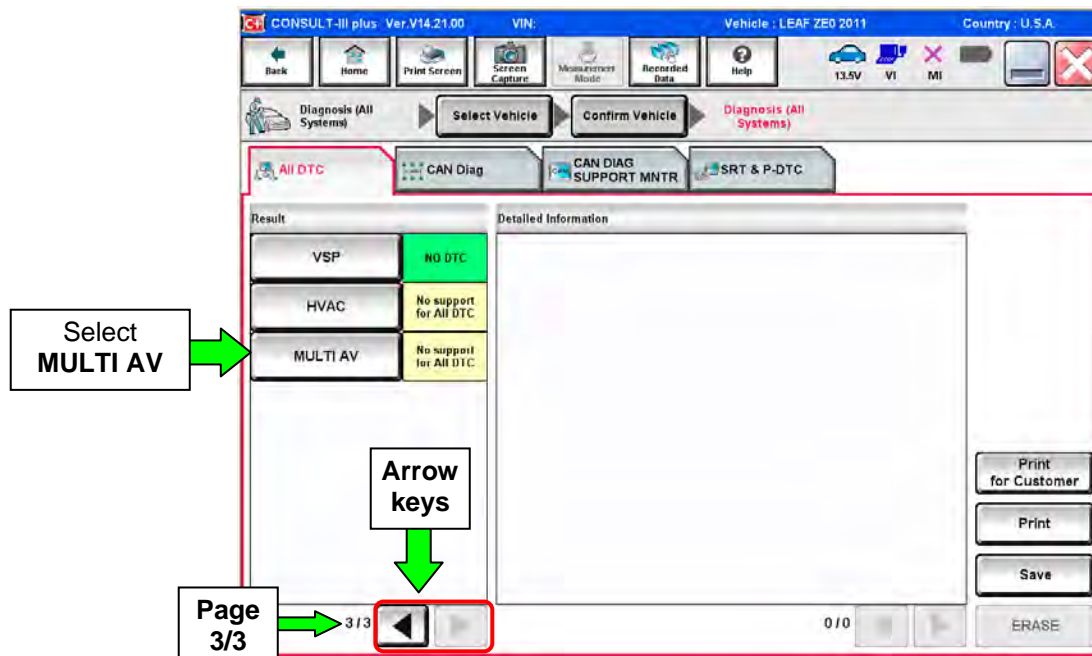 C+ CONSULT-III plus Ver.V14.21.00 VIN: Vehicle : LEAF ZE0 2011 Country : U.S.A.
Back Home Print Screen Screen Capture Measurement Mode Recorded Data Help 13.5V VI MI
Diagnosis (All Systems) Select Vehicle Confirm Vehicle Diagnosis (All Systems)
All DTC CAN Diag CAN DIAG SUPPORT MNTR SRT & P-DTC
Result Detailed Information
VSP NO DTC
HVAC No support for All DTC
Select
MULTI AV
MULTI AV No support for All DTC
Arrow
keys
Print
for Customer
Print
Save
Page
3/3
3/3 0/0 ERASE